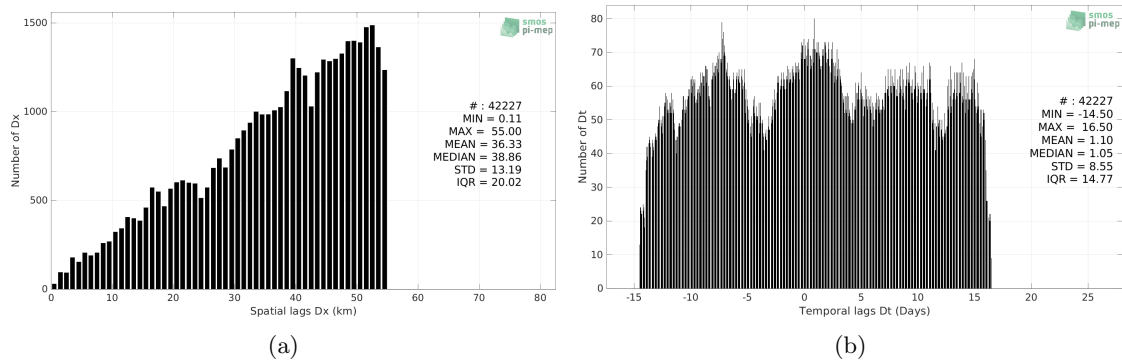 1500
1000
500
0
0 10 20 30 40 50 60 70 80
Number of Dx
Spatial lags Dx (km)
smos
pi-mep
# : 42227
MIN = 0.11
MAX = 55.00
MEAN = 36.33
MEDIAN = 38.86
STD = 13.19
IQR = 20.02
(a)
80
70
60
50
40
30
20
10
0
-15 -10 -5 0 5 10 15 20 25
Number of Dt
Temporal lags Dt (Days)
smos
pi-mep
# : 42227
MIN = -14.50
MAX = 16.50
MEAN = 1.10
MEDIAN = 1.05
STD = 8.55
IQR = 14.77
(b)